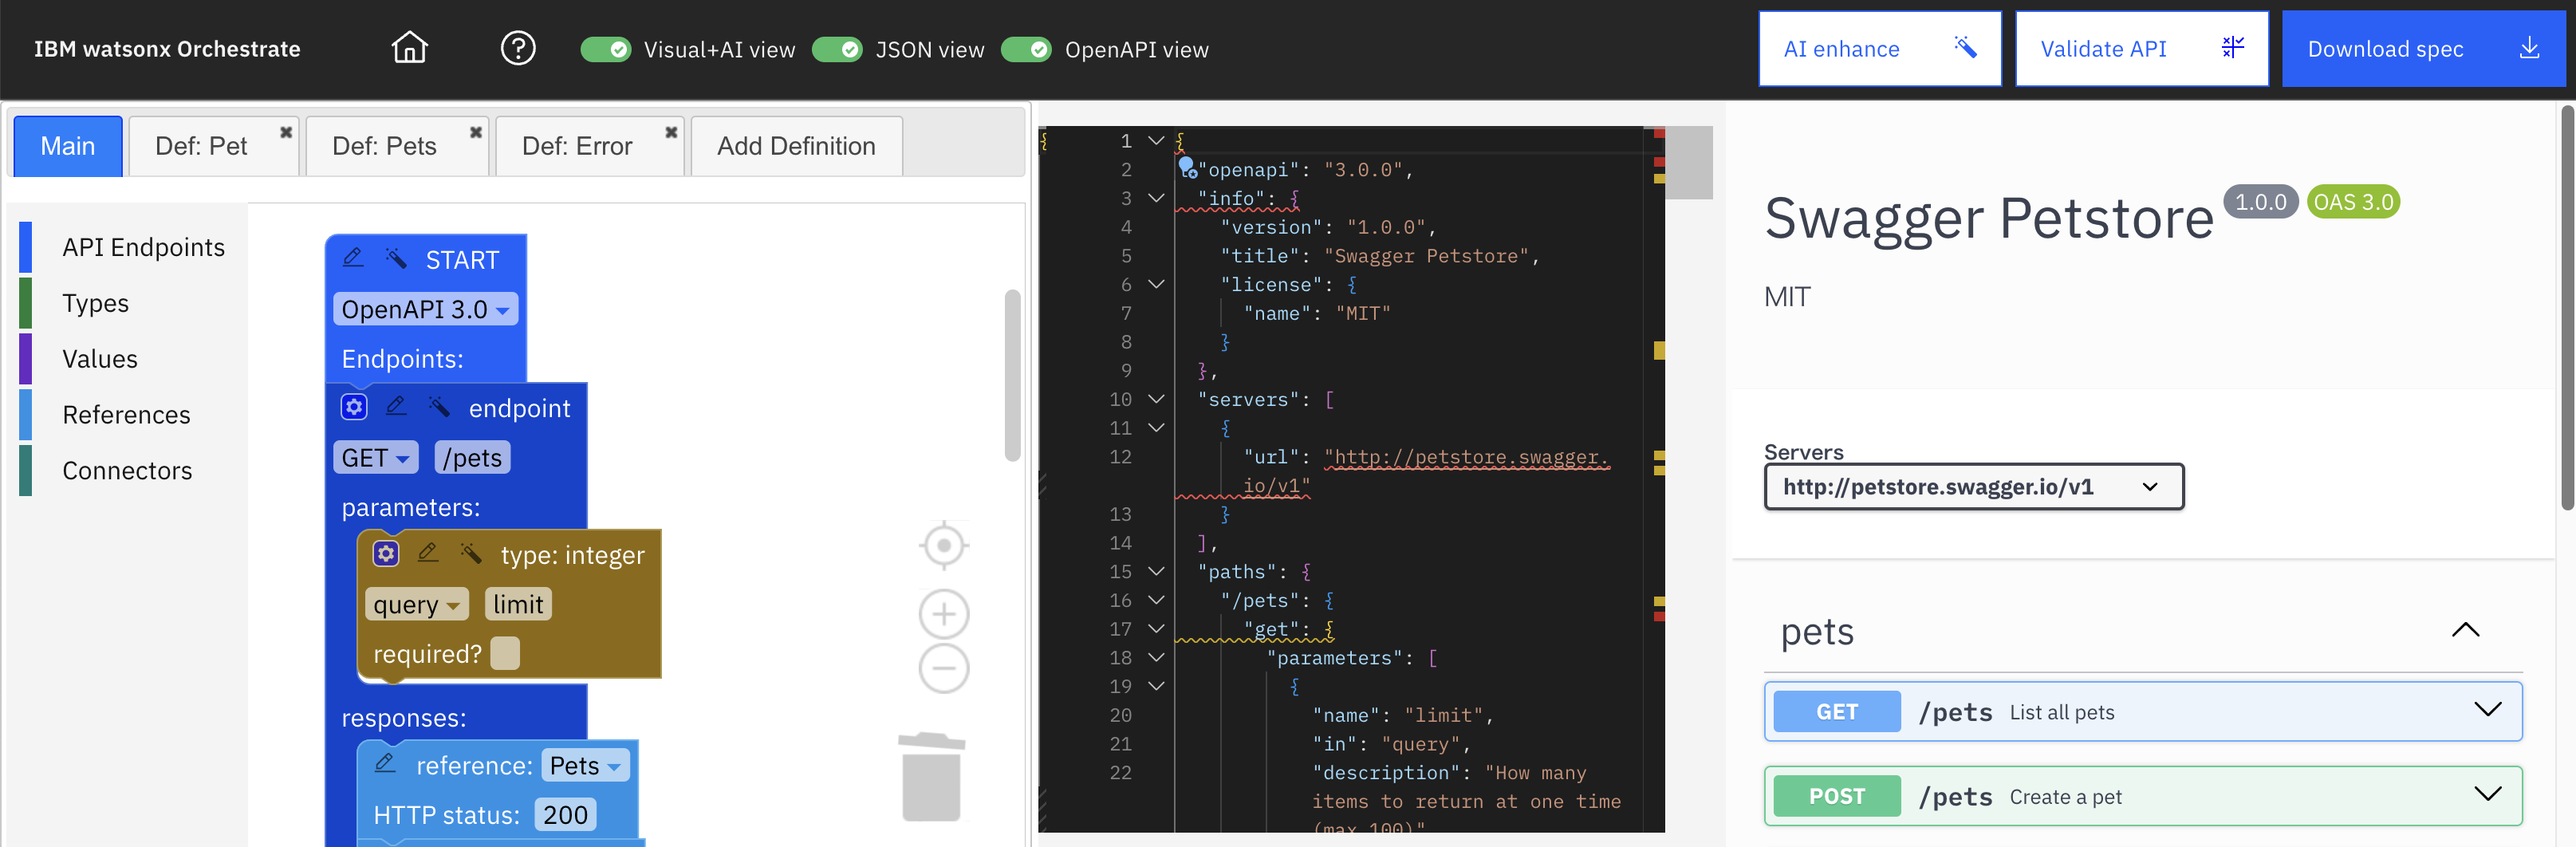 IBM watsonx Orchestrate
Visual+AI view
JSON view
OpenAPI view
AI enhance
Validate API
Download spec
Main
Def: Pet
Def: Pets
Def: Error
Add Definition
API Endpoints
Types
Values
References
Connectors
START
OpenAPI 3.0
Endpoints:
endpoint
GET /pets
parameters:
type: integer
query limit
required?
responses:
reference: Pets
HTTP status: 200
{
1 {
2 "openapi": "3.0.0",
3 "info": {
4 "version": "1.0.0",
5 "title": "Swagger Petstore",
6 "license": {
7 "name": "MIT"
8 }
9 },
10 "servers": [
11 {
12 "url": "http://petstore.swagger.
io/v1"
13 }
14 ],
15 "paths": {
16 "/pets": {
17 "get": {
18 "parameters": [
19 {
20 "name": "limit",
21 "in": "query",
22 "description": "How many
items to return at one time
(max 100)"
Swagger Petstore 1.0.0 OAS 3.0
MIT
Servers
http://petstore.swagger.io/v1
pets
GET /pets List all pets
POST /pets Create a pet